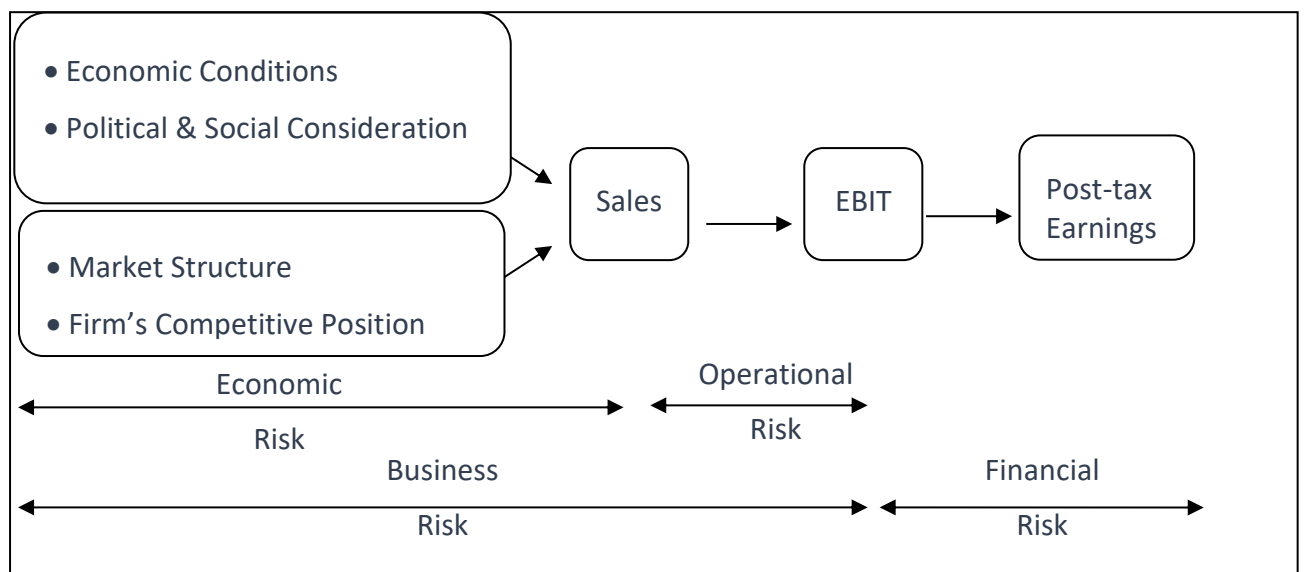 • Economic Conditions
• Political & Social Consideration
Sales
EBIT
Post-tax
Earnings
• Market Structure
• Firm’s Competitive Position
Economic
Risk
Operational
Risk
Business
Risk
Financial
Risk